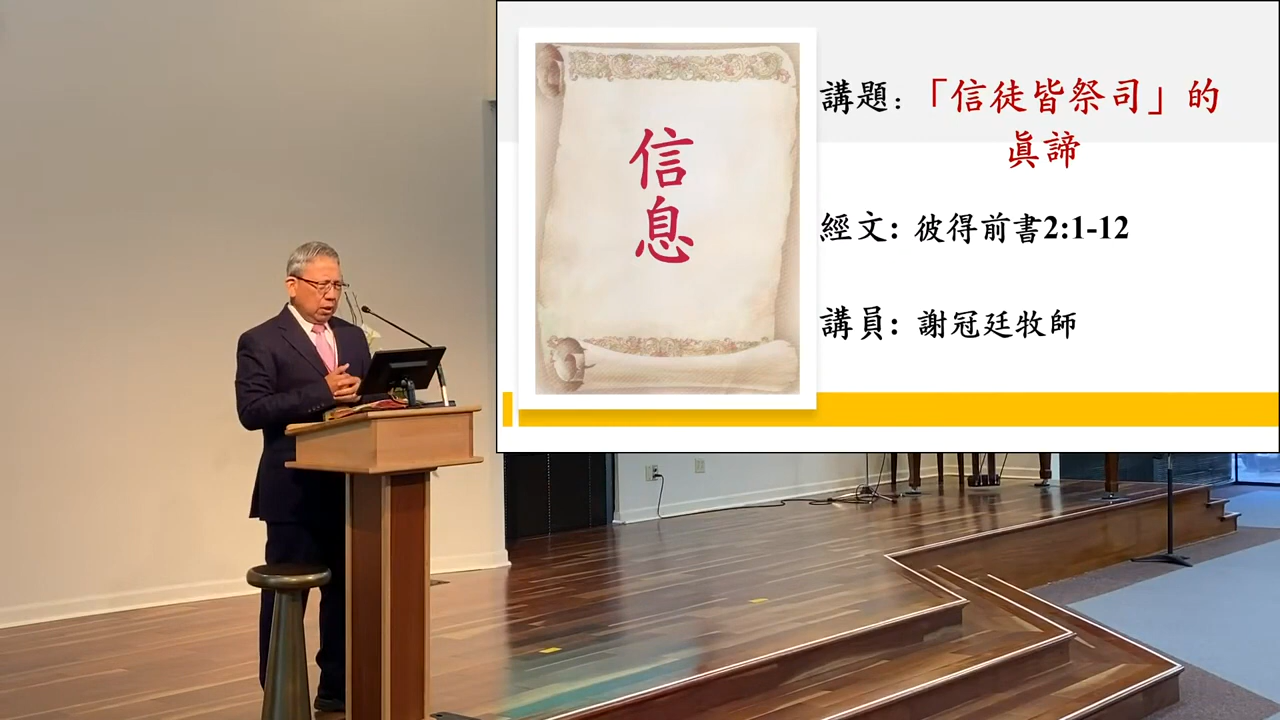 信
息
講題：「信徒皆祭司」的
真諦
經文: 彼得前書2:1-12
講員: 謝冠廷牧師